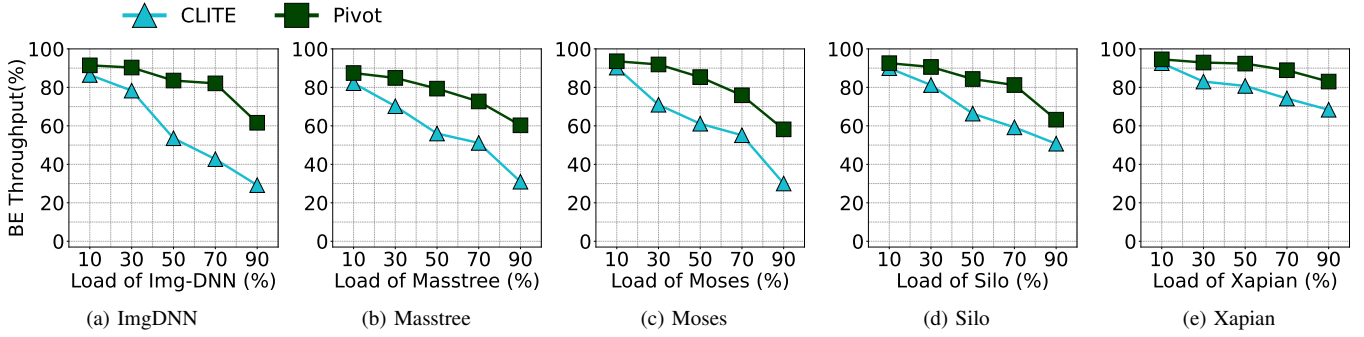 CLITE Pivot
BE Throughput(%)
100
80
60
40
20
0
10 30 50 70 90
Load of Img-DNN (%)
(a) ImgDNN
100
80
60
40
20
0
10 30 50 70 90
Load of Masstree (%)
(b) Masstree
100
80
60
40
20
0
10 30 50 70 90
Load of Moses (%)
(c) Moses
100
80
60
40
20
0
10 30 50 70 90
Load of Silo (%)
(d) Silo
100
80
60
40
20
0
10 30 50 70 90
Load of Xapian (%)
(e) Xapian